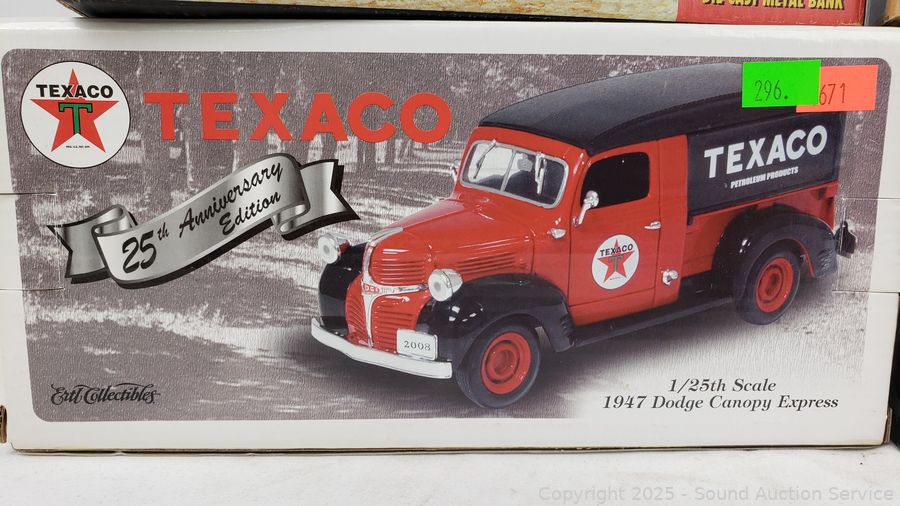 DIE CAST METAL BANK
TEXACO
T
TEXACO
25th Anniversary
Edition
296.
671
TEXACO
PETROLEUM PRODUCTS
TEXACO
T
2008
Ertl Collectibles
1/25th Scale
1947 Dodge Canopy Express
Copyright 2025 - Sound Auction Service